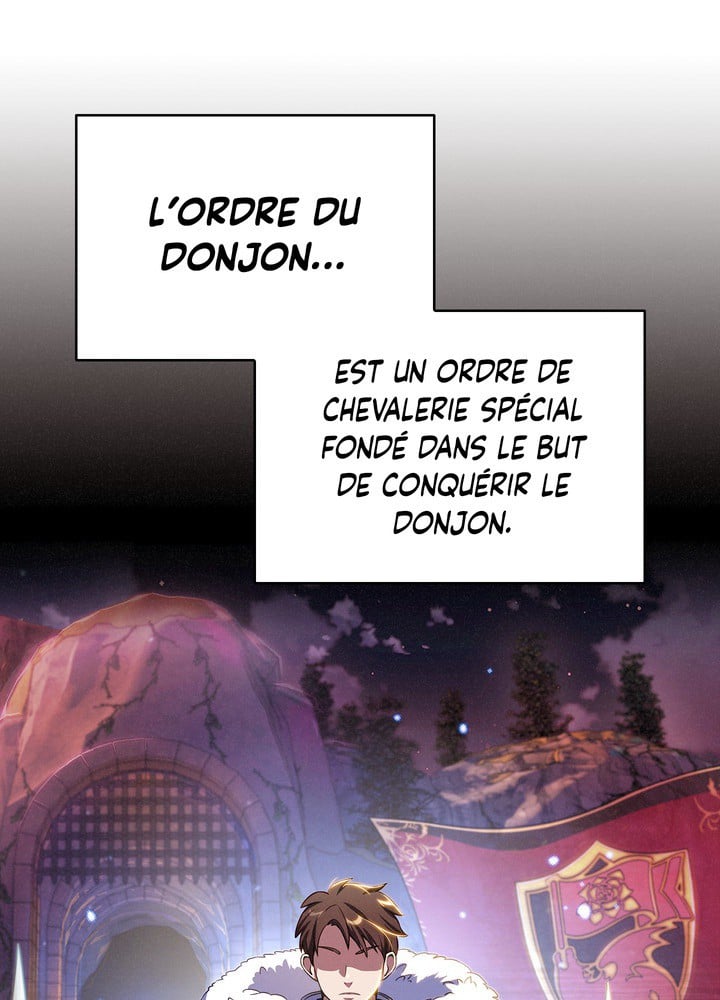 L'ORDRE DU
DONJON...
EST UN ORDRE DE
CHEVALERIE SPÉCIAL
FONDÉ DANS LE BUT
DE CONQUÉRIR LE
DONJON.